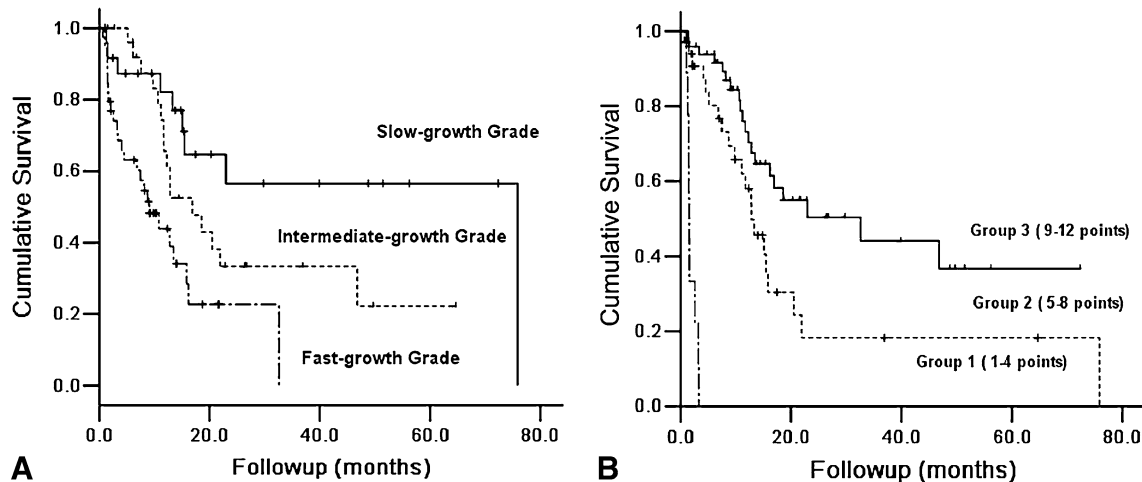 1.0
0.8
0.6
0.4
0.2
0.0
Cumulative Survival
Slow-growth Grade
Intermediate-growth Grade
Fast-growth Grade
0.0 20.0 40.0 60.0 80.0
Followup (months)
A
1.0
0.8
0.6
0.4
0.2
0.0
Cumulative Survival
Group 3 ( 9-12 points)
Group 2 ( 5-8 points)
Group 1 ( 1-4 points)
0.0 20.0 40.0 60.0 80.0
Followup (months)
B